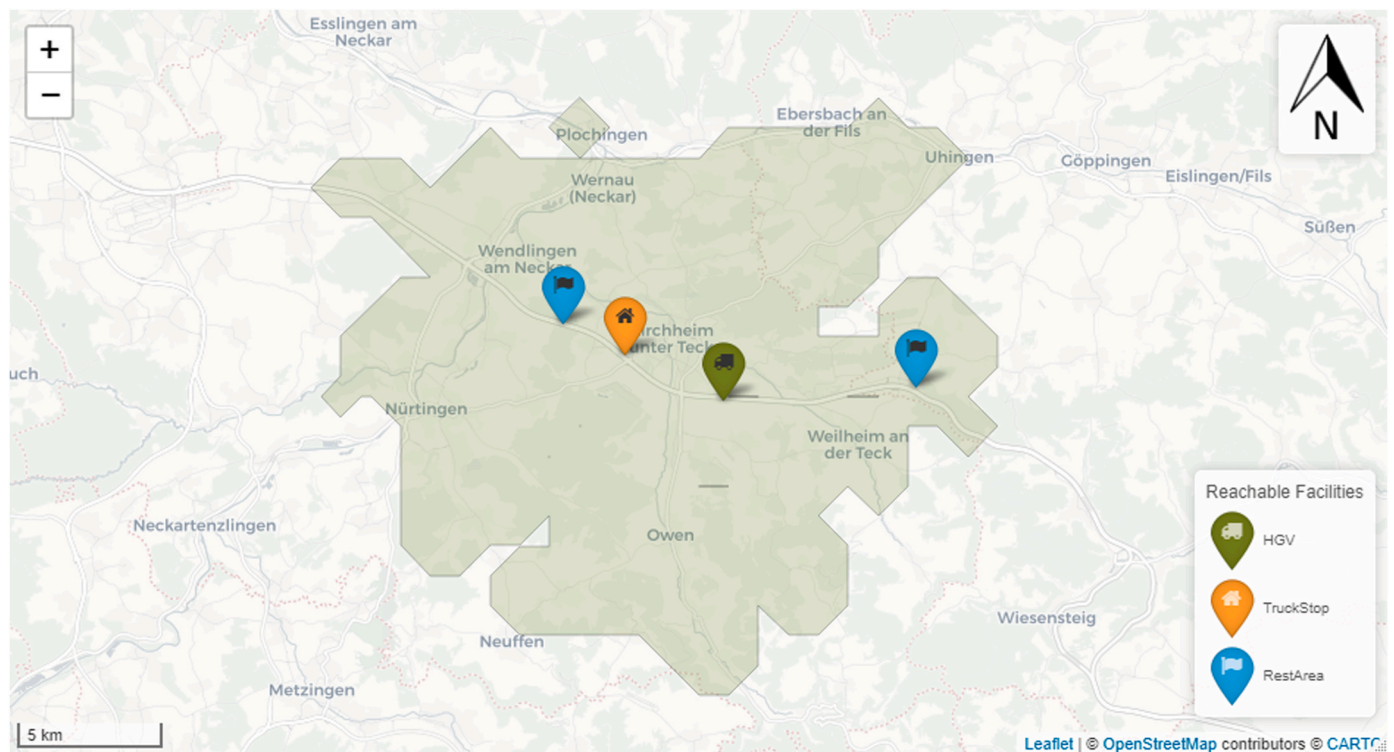 Esslingen am
Neckar
+
−
N
Plochingen
Ebersbach an
der Fils
Uhingen
Göppingen
Eislingen/Fils
Wernau
(Neckar)
Süßen
Wendlingen
am Neckar
irchheim
unter Teck
uch
Nürtingen
Weilheim an
der Teck
Reachable Facilities
HGV
TruckStop
RestArea
Neckartenzlingen
Owen
Wiesensteig
Neuffen
Metzingen
5 km
Leaflet | © OpenStreetMap contributors © CARTO